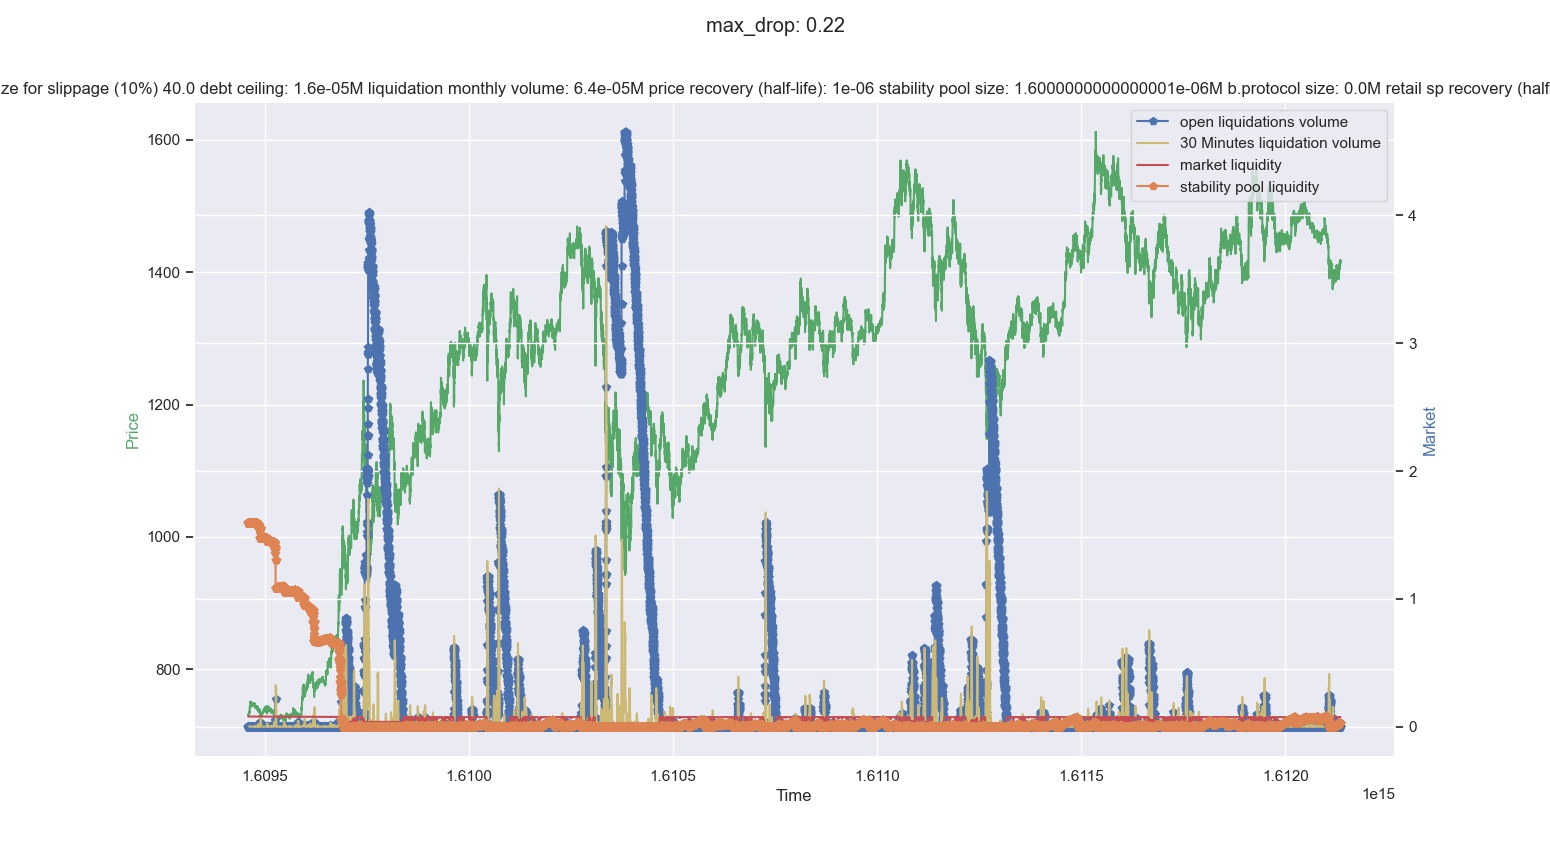 max_drop: 0.22
ze for slippage (10%) 40.0 debt ceiling: 1.6e-05M liquidation monthly volume: 6.4e-05M price recovery (half-life): 1e-06 stability pool size: 1.6000000000000001e-06M b.protocol size: 0.0M retail sp recovery (half
open liquidations volume
30 Minutes liquidation volume
market liquidity
stability pool liquidity
1600
1400
1200
1000
800
Price
4
3
2
1
0
Market
1.6095
1.6100
1.6105
1.6110
1.6115
1.6120
1e15
Time